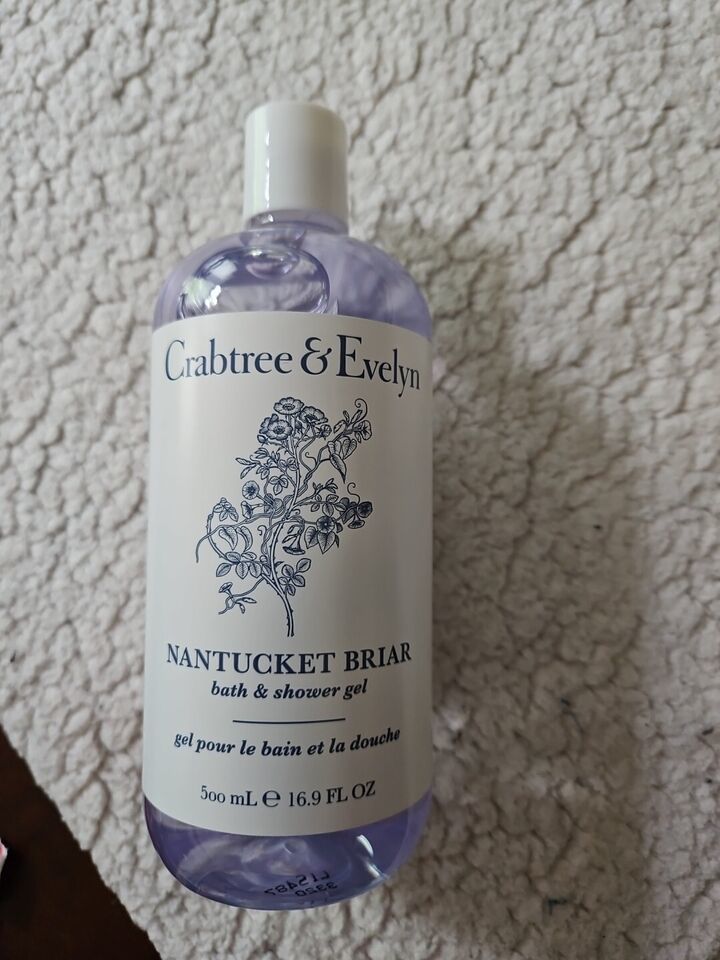 Crabtree & Evelyn
NANTUCKET BRIAR
bath & shower gel
gel pour le bain et la douche
500 mL ℮ 16.9 FL OZ